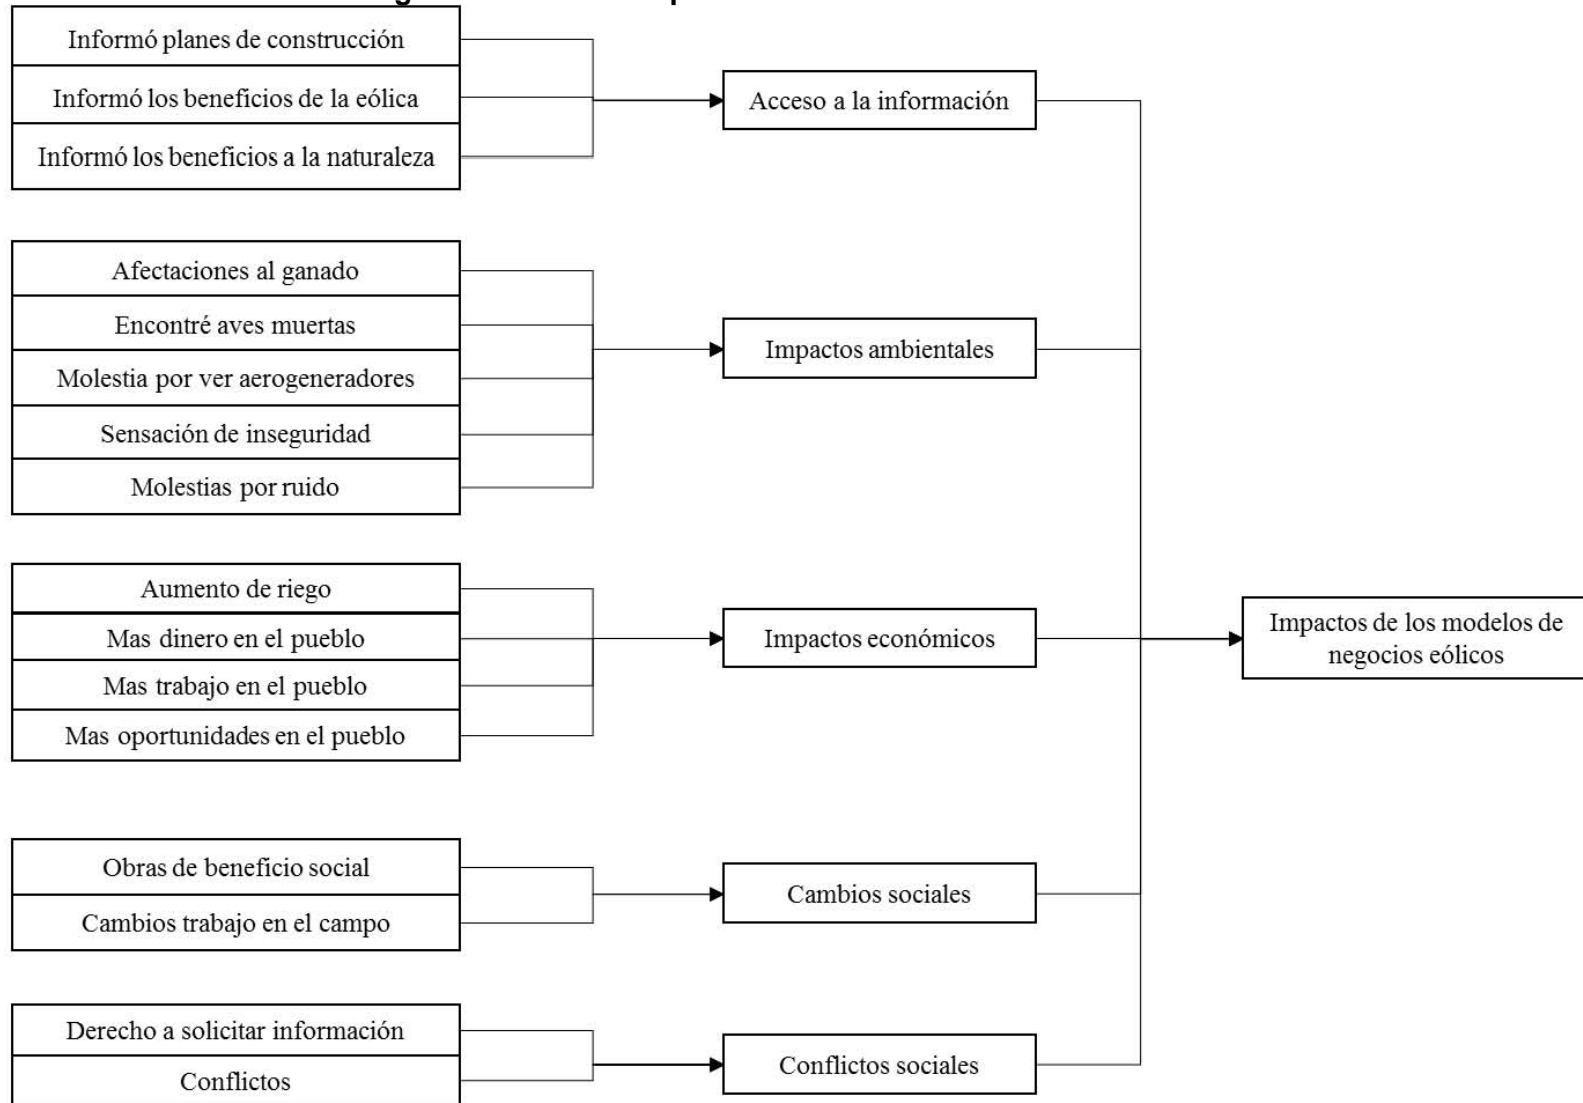 Informó planes de construcción
Informó los beneficios de la eólica
Informó los beneficios a la naturaleza
Acceso a la información
Afectaciones al ganado
Encontré aves muertas
Molestia por ver aerogeneradores
Sensación de inseguridad
Molestias por ruido
Impactos ambientales
Aumento de riego
Mas dinero en el pueblo
Mas trabajo en el pueblo
Mas oportunidades en el pueblo
Impactos económicos
Impactos de los modelos de
negocios eólicos
Obras de beneficio social
Cambios trabajo en el campo
Cambios sociales
Derecho a solicitar información
Conflictos
Conflictos sociales